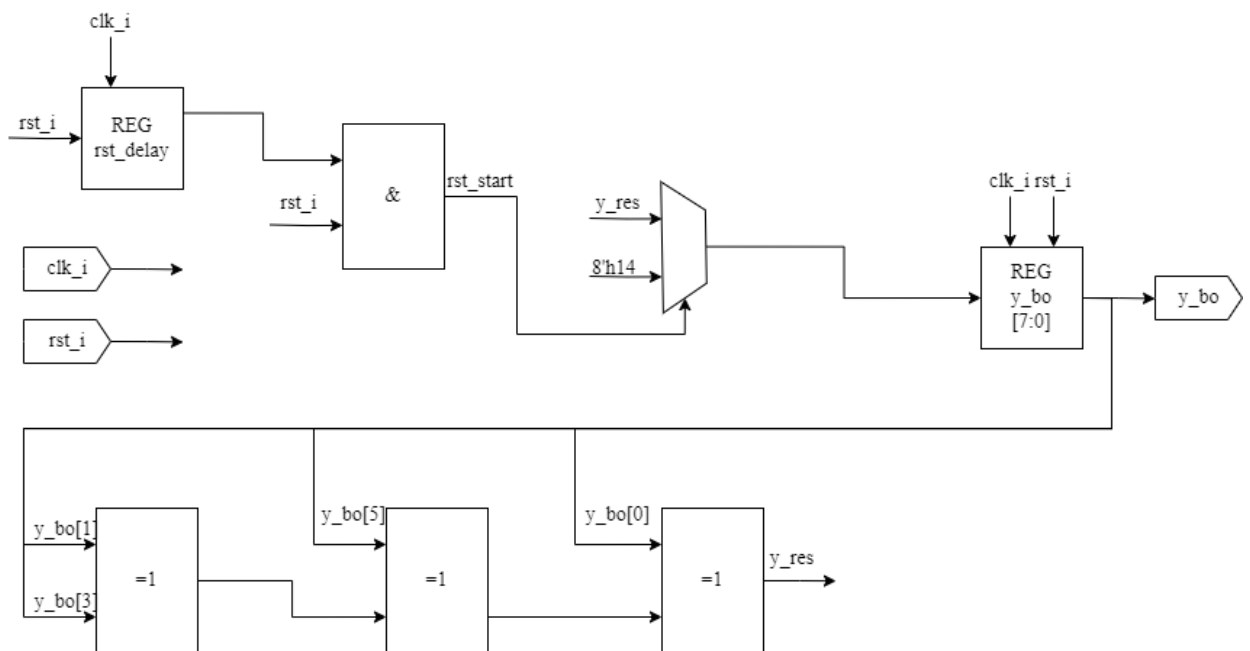 clk_i
rst_i
REG
rst_delay
&
rst_i
rst_start
y_res
8'h14
clk_i rst_i
REG
y_bo
[7:0]
y_bo
clk_i
rst_i
y_bo[1]
y_bo[3]
=1
y_bo[5]
=1
y_bo[0]
=1
y_res